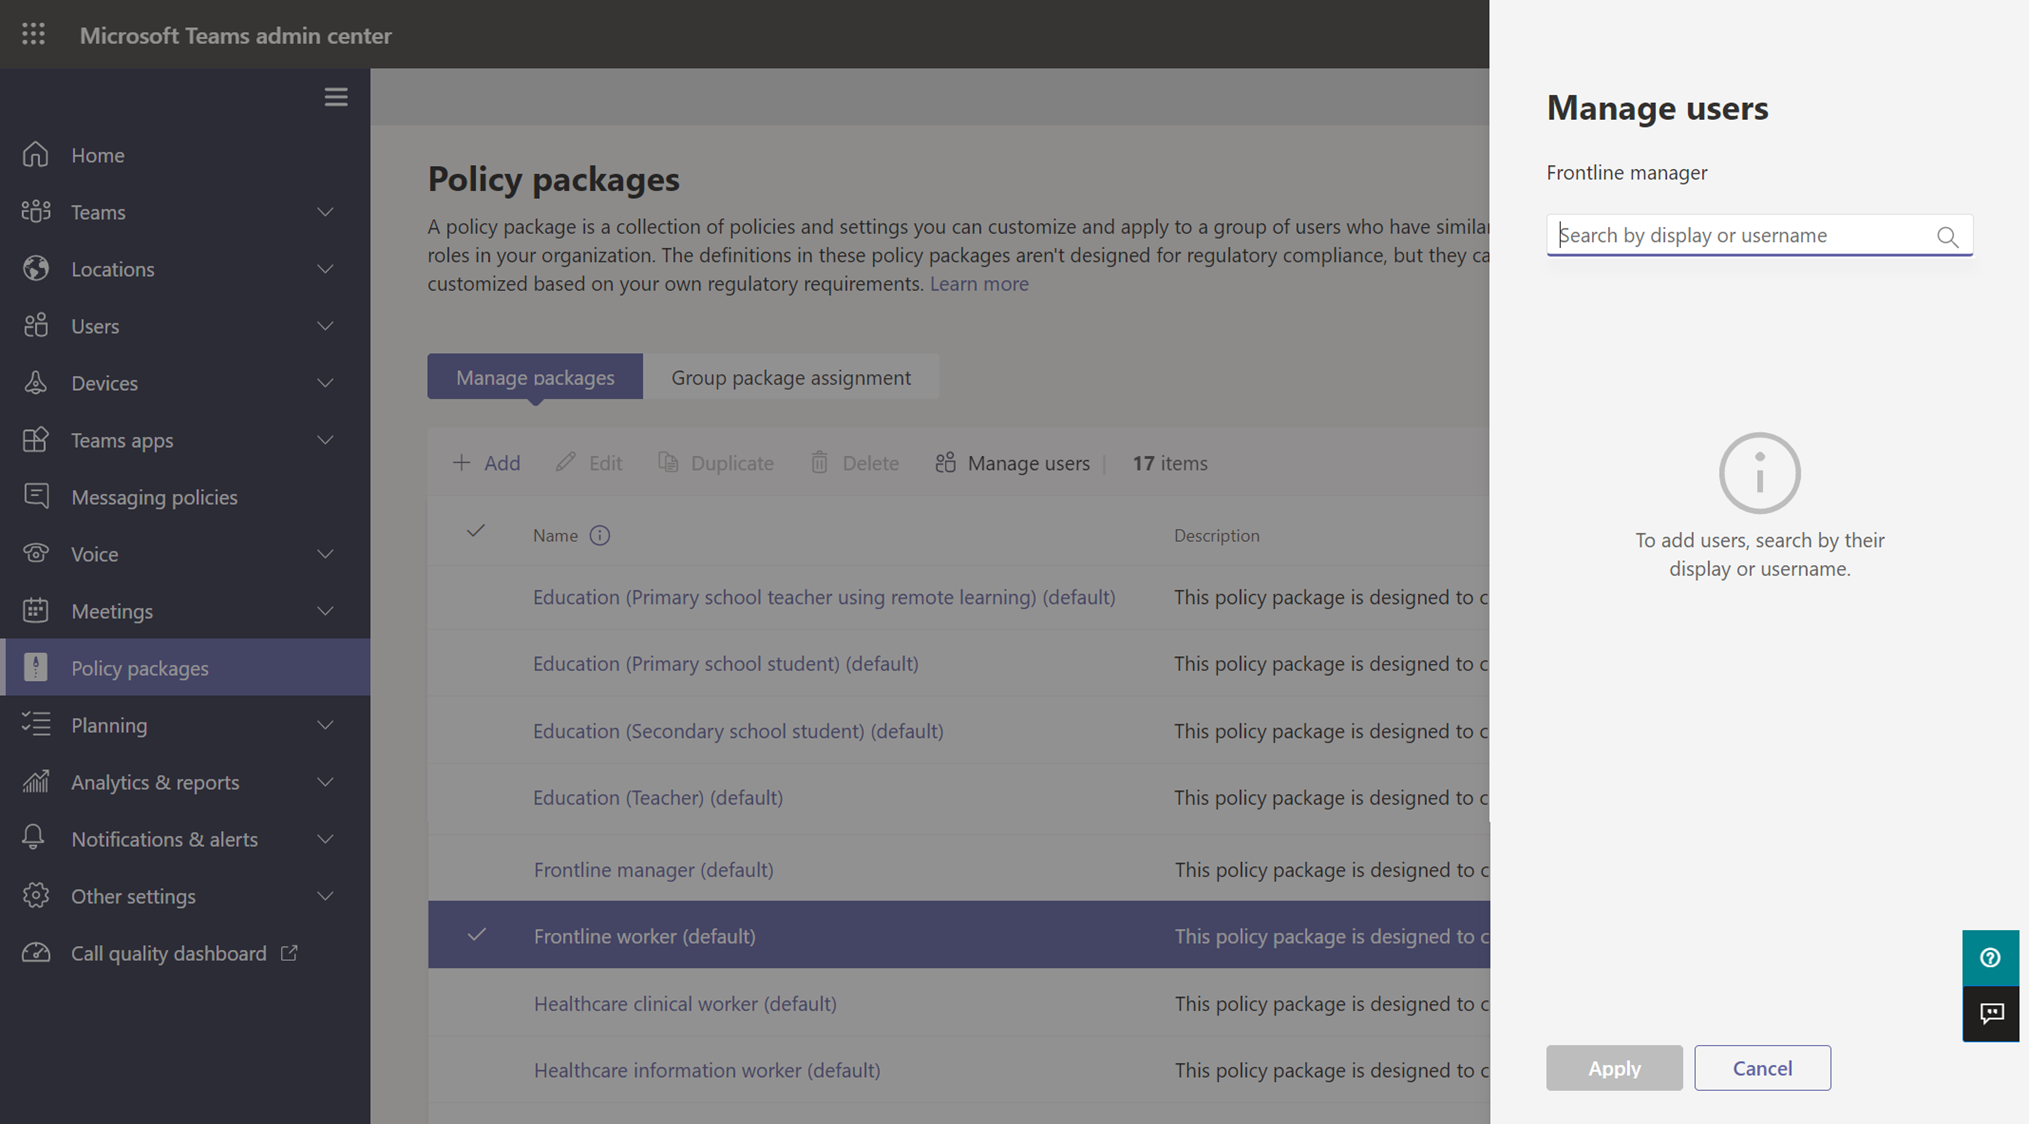 Microsoft Teams admin center
Home
Teams
Locations
Users
Devices
Teams apps
Messaging policies
Voice
Meetings
Policy packages
Planning
Analytics & reports
Notifications & alerts
Other settings
Call quality dashboard
Policy packages
A policy package is a collection of policies and settings you can customize and apply to a group of users who have simila
roles in your organization. The definitions in these policy packages aren't designed for regulatory compliance, but they ca
customized based on your own regulatory requirements. Learn more
Manage packages
Group package assignment
Add
Edit
Duplicate
Delete
Manage users
17 items
Name
Description
Education (Primary school teacher using remote learning) (default)
This policy package is designed to c
Education (Primary school student) (default)
This policy package is designed to c
Education (Secondary school student) (default)
This policy package is designed to c
Education (Teacher) (default)
This policy package is designed to c
Frontline manager (default)
This policy package is designed to c
Frontline worker (default)
This policy package is designed to c
Healthcare clinical worker (default)
This policy package is designed to c
Healthcare information worker (default)
This policy package is designed to c
Manage users
Frontline manager
Search by display or username
To add users, search by their
display or username.
Apply
Cancel